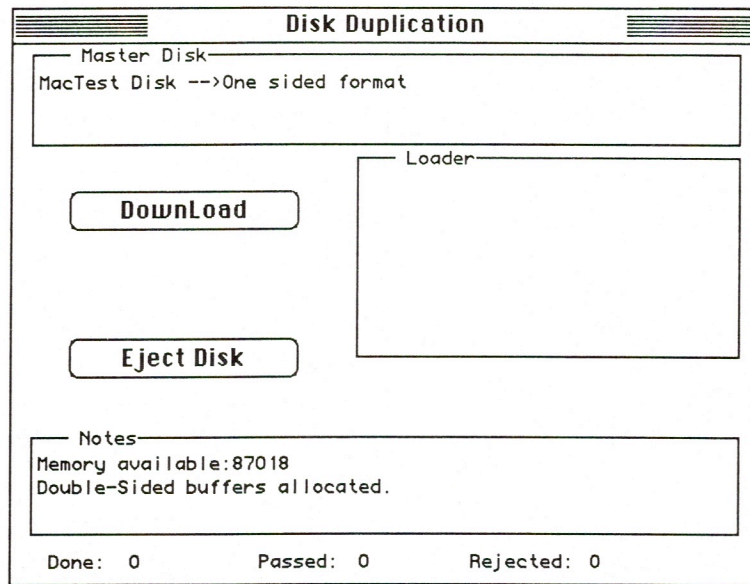 Disk Duplication
Master Disk
MacTest Disk -->One sided format
Loader
DownLoad
Eject Disk
Notes
Memory available:87018
Double-Sided buffers allocated.
Done: 0 Passed: 0 Rejected: 0